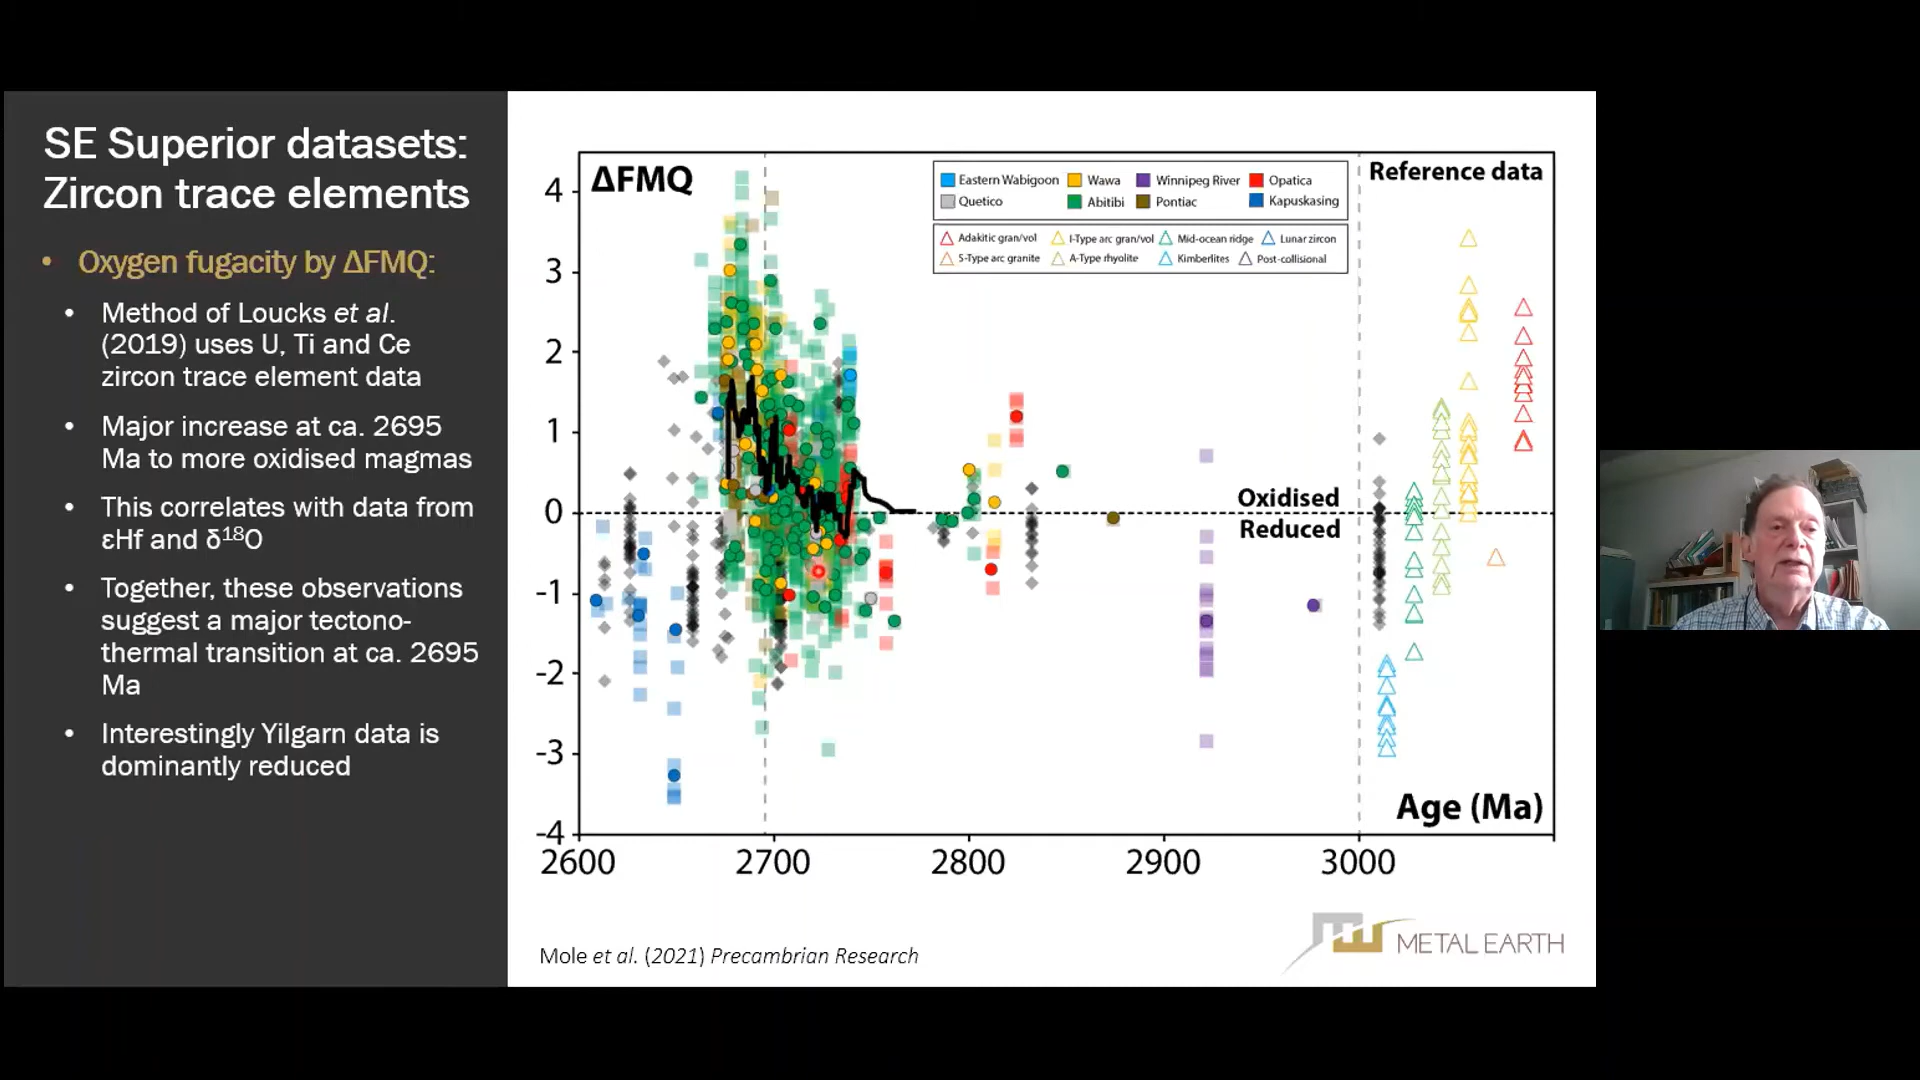 SE Superior datasets:
Zircon trace elements
• Oxygen fugacity by ΔFMQ:
• Method of Loucks et al.
(2019) uses U, Ti and Ce
zircon trace element data
• Major increase at ca. 2695
Ma to more oxidised magmas
• This correlates with data from
εHf and δ¹⁸O
• Together, these observations
suggest a major tectono-
thermal transition at ca. 2695
Ma
• Interestingly Yilgarn data is
dominantly reduced
ΔFMQ
4
3
2
1
0
-1
-2
-3
-4
2600 2700 2800 2900 3000
Eastern Wabigoon Wawa Winnipeg River Opatica
Quetico Abitibi Pontiac Kapuskasing
Adakitic gran/vol I-Type arc gran/vol Mid-ocean ridge Lunar zircon
S-Type arc granite A-Type rhyolite Kimberlites Post-collisional
Reference data
Oxidised
Reduced
Age (Ma)
Mole et al. (2021) Precambrian Research
METAL EARTH